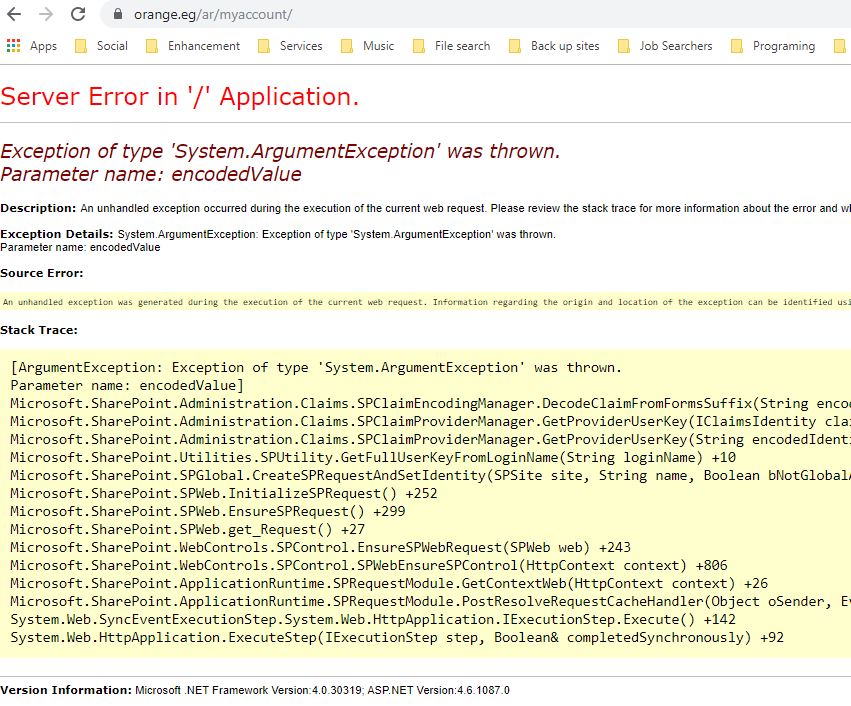 orange.eg/ar/myaccount/
Apps Social Enhancement Services Music File search Back up sites Job Searchers Programing
Server Error in '/' Application.
Exception of type 'System.ArgumentException' was thrown.
Parameter name: encodedValue
Description: An unhandled exception occurred during the execution of the current web request. Please review the stack trace for more information about the error and
Exception Details: System.ArgumentException: Exception of type 'System.ArgumentException' was thrown.
Parameter name: encodedValue
Source Error:
An unhandled exception was generated during the execution of the current web request. Information regarding the origin and location of the exception can be identified
Stack Trace:
[ArgumentException: Exception of type 'System.ArgumentException' was thrown.
Parameter name: encodedValue]
Microsoft.SharePoint.Administration.Claims.SPClaimEncodingManager.DecodeClaimFromFormsSuffix(String
Microsoft.SharePoint.Administration.Claims.SPClaimProviderManager.GetProviderUserKey(IClaimsIdentity
Microsoft.SharePoint.Administration.Claims.SPClaimProviderManager.GetProviderUserKey(String
Microsoft.SharePoint.Utilities.SPUtility.GetFullUserKeyFromLoginName(String loginName) +10
Microsoft.SharePoint.SPGlobal.CreateSPRequestAndSetIdentity(SPSite site, String name, Boolean
Microsoft.SharePoint.SPWeb.InitializeSPRequest() +252
Microsoft.SharePoint.SPWeb.EnsureSPRequest() +299
Microsoft.SharePoint.SPWeb.get_Request() +27
Microsoft.SharePoint.WebControls.SPControl.EnsureSPWebRequest(SPWeb web) +243
Microsoft.SharePoint.WebControls.SPControl.SPWebEnsureSPControl(HttpContext context) +806
Microsoft.SharePoint.ApplicationRuntime.SPRequestModule.GetContextWeb(HttpContext context) +26
Microsoft.SharePoint.ApplicationRuntime.SPRequestModule.PostResolveRequestCacheHandler(Object oSender,
System.Web.SyncEventExecutionStep.System.Web.HttpApplication.IExecutionStep.Execute() +142
System.Web.HttpApplication.ExecuteStep(IExecutionStep step, Boolean& completedSynchronously) +92
Version Information: Microsoft .NET Framework Version:4.0.30319; ASP.NET Version:4.6.1087.0